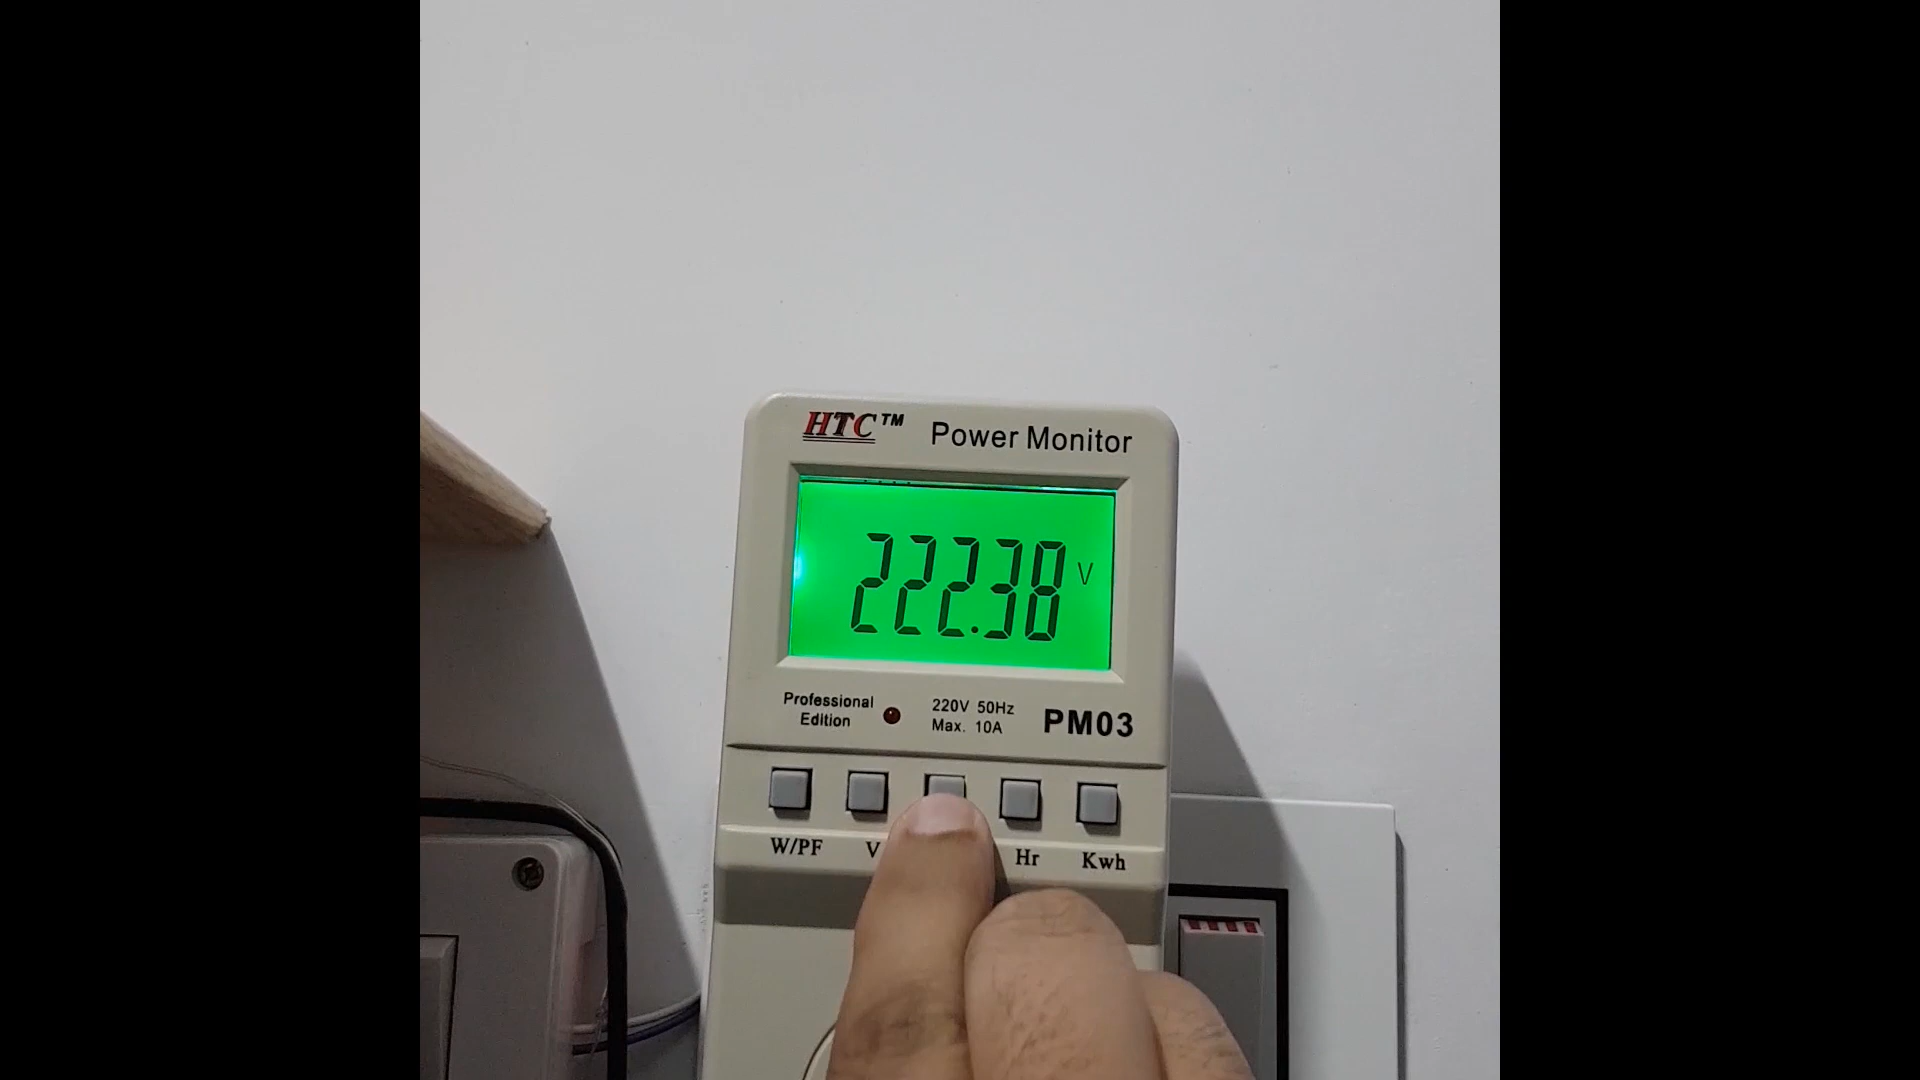 HTC™ Power Monitor
222.38 V
Professional Edition
220V 50Hz
Max. 10A
PM03
W/PF V Hr Kwh